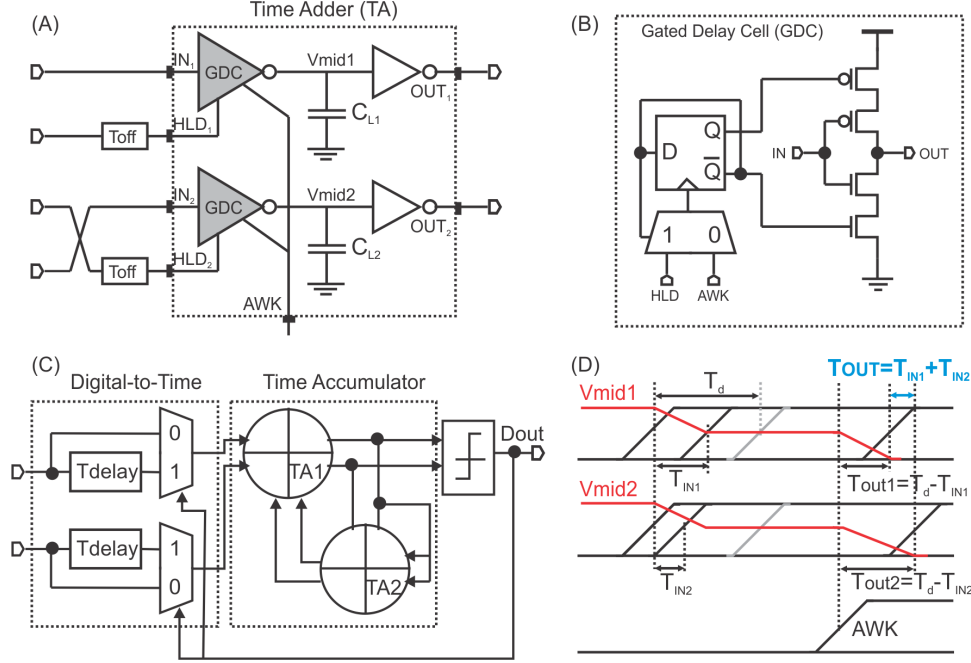 (A)
Time Adder (TA)
IN1
GDC
Vmid1
OUT1
CL1
Toff
HLD1
IN2
GDC
Vmid2
OUT2
CL2
Toff
HLD2
AWK
(B)
Gated Delay Cell (GDC)
Q
D
Q̅
IN
OUT
1
0
HLD
AWK
(C)
Digital-to-Time
Time Accumulator
0
Tdelay
1
TA1
Dout
Tdelay
1
0
TA2
(D)
TOUT=TIN1+TIN2
Vmid1
Td
TIN1
Tout1=Td-TIN1
Vmid2
TIN2
Tout2=Td-TIN2
AWK